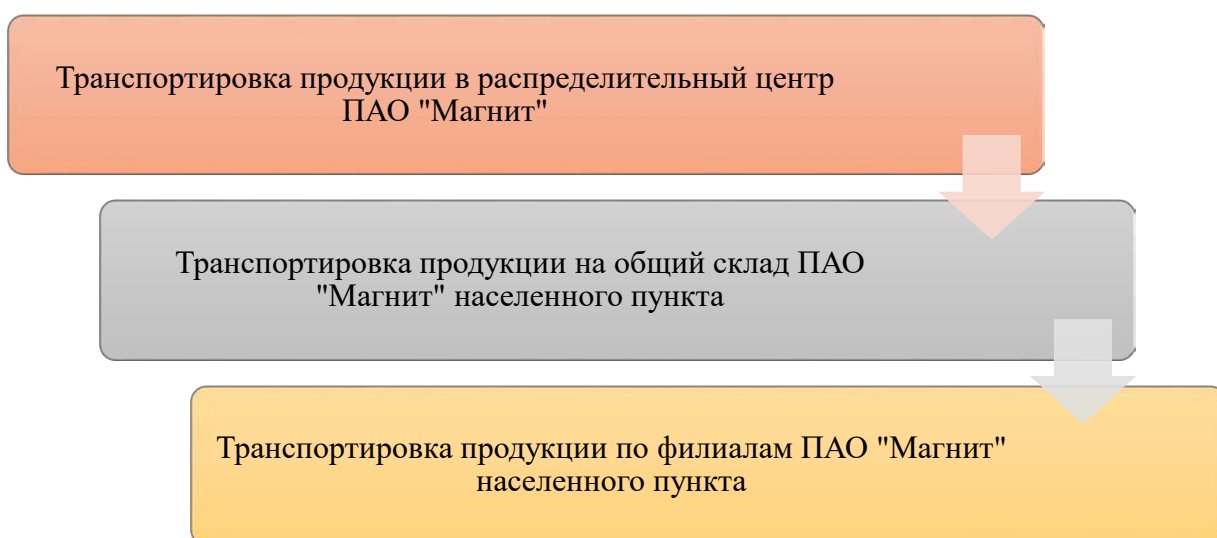 Транспортировка продукции в распределительный центр
ПАО "Магнит"
Транспортировка продукции на общий склад ПАО
"Магнит" населенного пункта
Транспортировка продукции по филиалам ПАО "Магнит"
населенного пункта